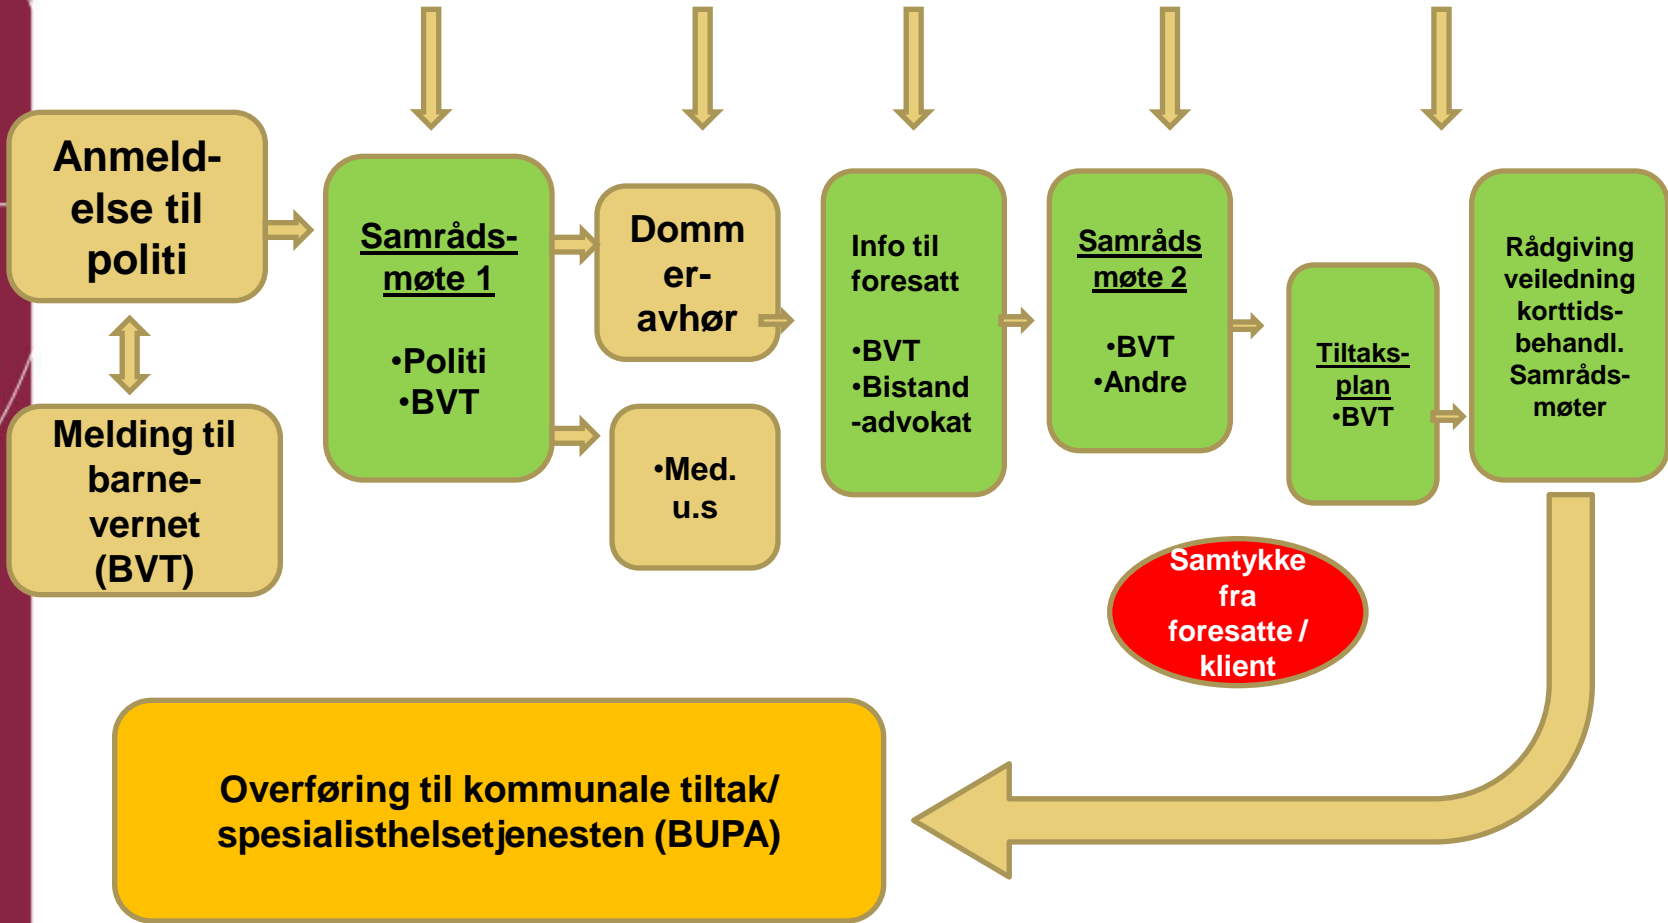 Anmeld-
else til
politi
Melding til
barne-
vernet
(BVT)
Samråds-
møte 1
•Politi
•BVT
Domm
er-
avhør
•Med.
u.s
Info til
foresatt
•BVT
•Bistand
-advokat
Samråds
møte 2
•BVT
•Andre
Tiltaks-
plan
•BVT
Rådgiving
veiledning
korttids-
behandl.
Samråds-
møter
Samtykke
fra
foresatte /
klient
Overføring til kommunale tiltak/
spesialisthelsetjenesten (BUPA)